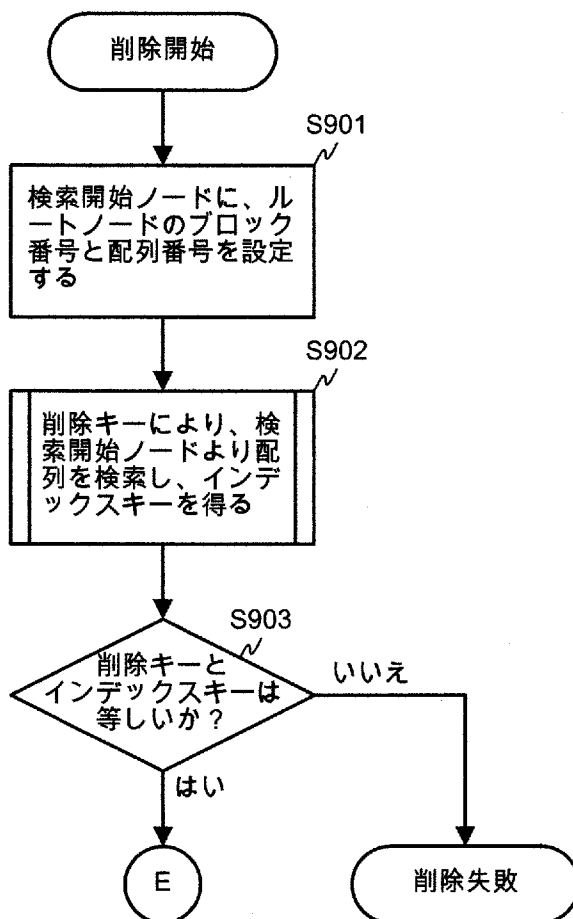 削除開始
S901
検索開始ノードに、ル
ートノードのブロック
番号と配列番号を設定
する
S902
削除キーにより、検
索開始ノードより配
列を検索し、インデ
ックスキーを得る
S903
削除キーと
インデックスキーは
等しいか？
いいえ
はい
E
削除失敗